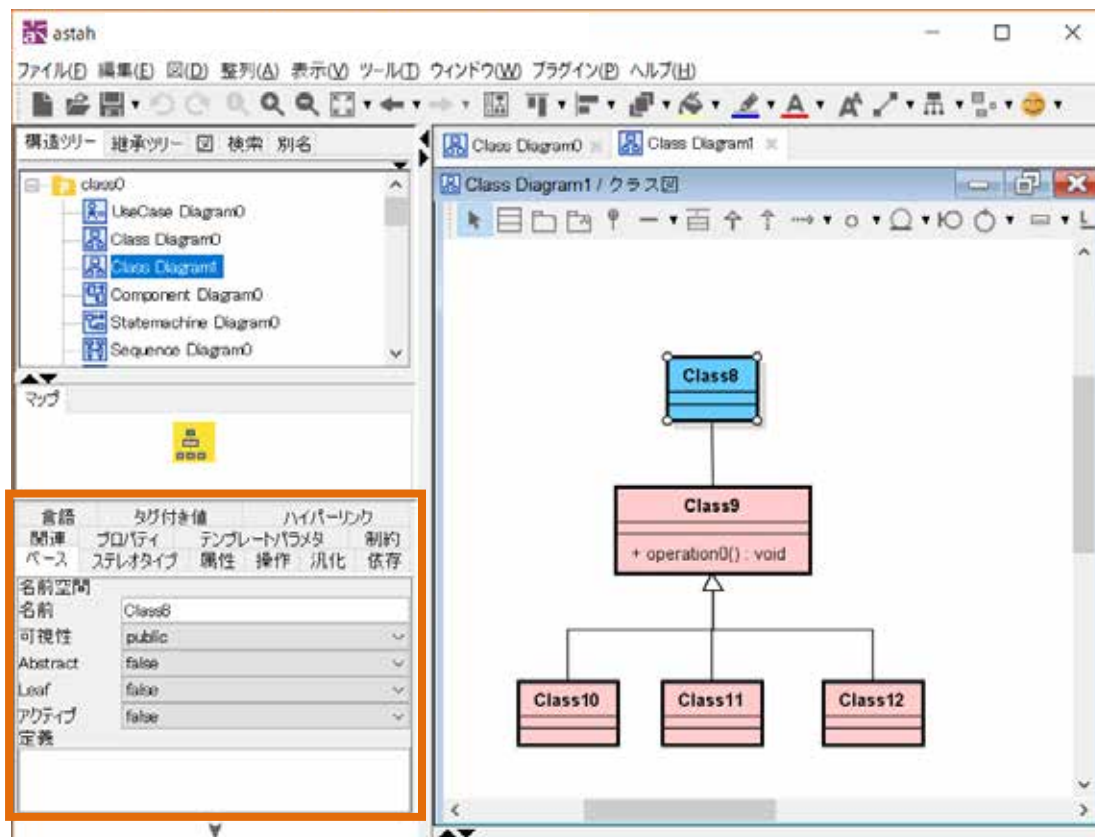 astah
ファイル(F) 編集(E) 図(D) 整列(A) 表示(V) ツール(T) ウィンドウ(W) プラグイン(P) ヘルプ(H)
構造ツリー 継承ツリー 図 検索 別名
class0
UseCase Diagram0
Class Diagram0
Class Diagram1
Component Diagram0
Statemachine Diagram0
Sequence Diagram0
マップ
言語 タグ付き値 ハイパーリンク
関連 プロパティ テンプレートパラメタ 制約
ベース ステレオタイプ 属性 操作 汎化 依存
名前空間
名前 Class8
可視性 public
Abstract false
Leaf false
アクティブ false
定義
Class Diagram0 Class Diagram1
Class Diagram1 / クラス図
Class8
Class9
+ operation0() : void
Class10 Class11 Class12